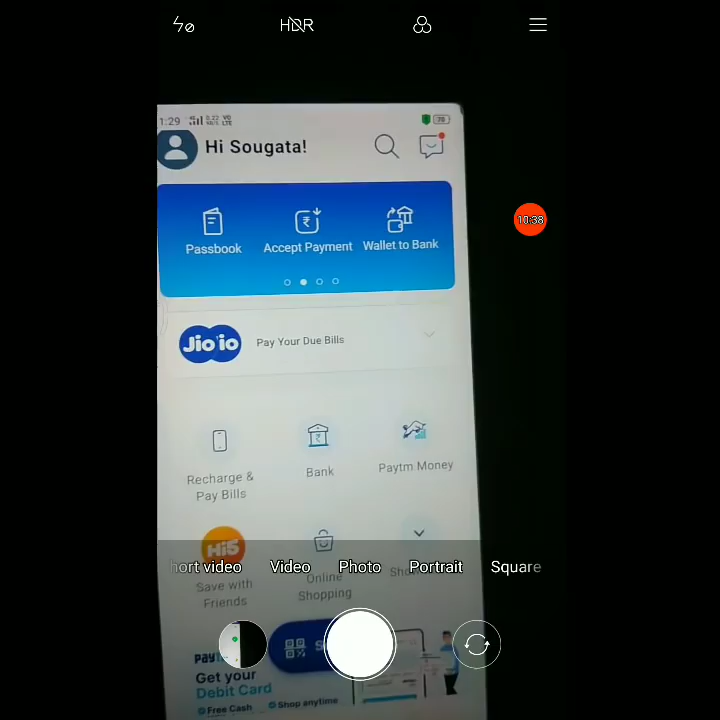 HDR
1:29
VO
LTE
Hi Sougata!
10:38
Passbook
Accept Payment
Wallet to Bank
Jio io
Pay Your Due Bills
Recharge &
Pay Bills
Bank
Paytm Money
hort video
Video
Photo
Portrait
Square
Save with
Friends
Online
Shopping
Get your
Debit Card
Free Cash
Shop anytime